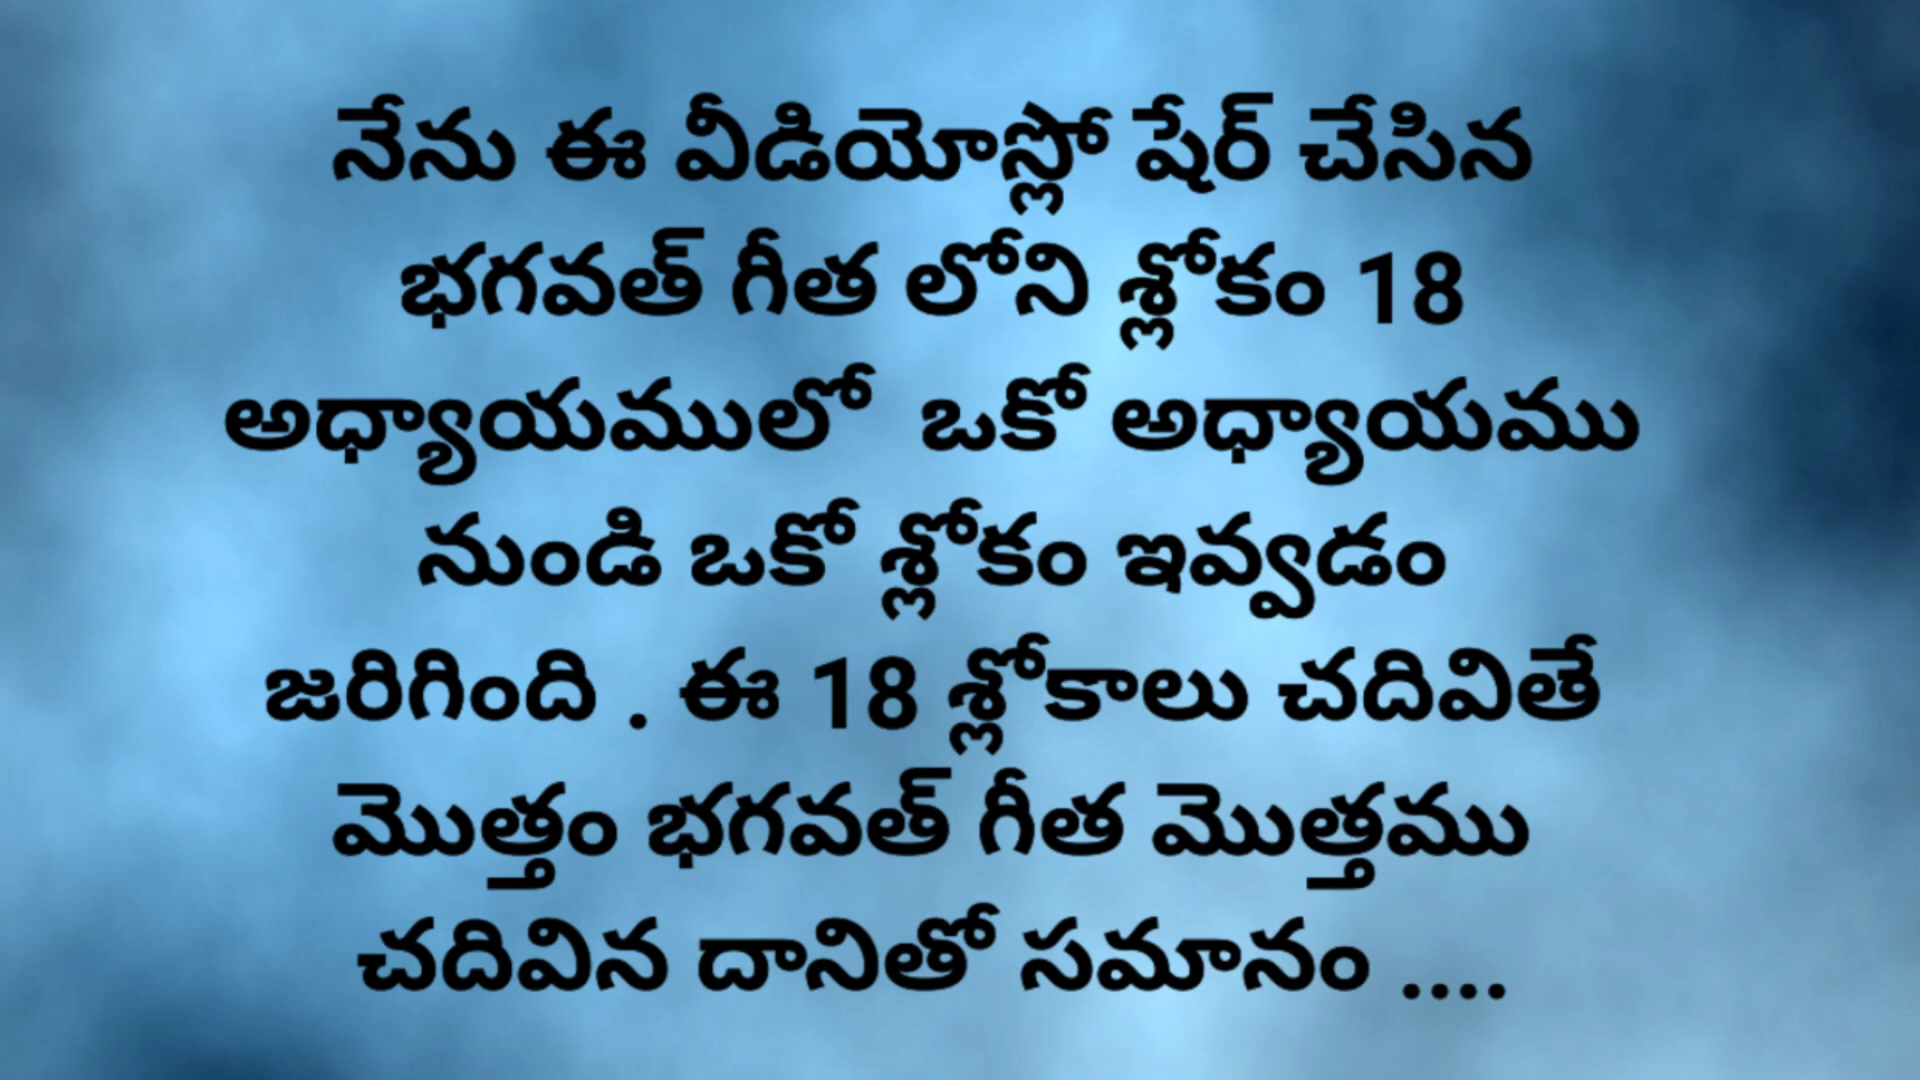 నేను ఈ వీడియోస్లో షేర్ చేసిన
భగవత్ గీత లోని శ్లోకం 18
అధ్యాయములో ఒకో అధ్యాయము
నుండి ఒకో శ్లోకం ఇవ్వడం
జరిగింది . ఈ 18 శ్లోకాలు చదివితే
మొత్తం భగవత్ గీత మొత్తము
చదివిన దానితో సమానం ....